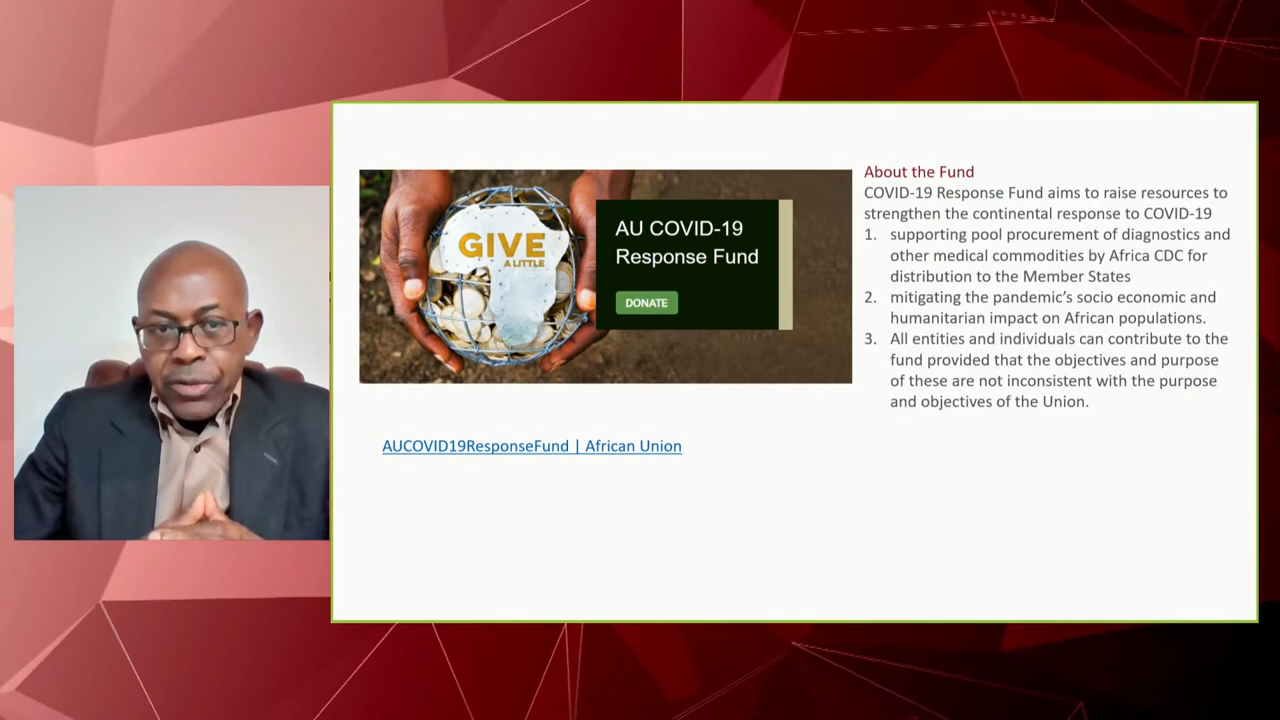 GIVE
A LITTLE
AU COVID-19
Response Fund
DONATE
About the Fund
COVID-19 Response Fund aims to raise resources to
strengthen the continental response to COVID-19
1. supporting pool procurement of diagnostics and
other medical commodities by Africa CDC for
distribution to the Member States
2. mitigating the pandemic’s socio economic and
humanitarian impact on African populations.
3. All entities and individuals can contribute to the
fund provided that the objectives and purpose
of these are not inconsistent with the purpose
and objectives of the Union.
AUCOVID19ResponseFund | African Union